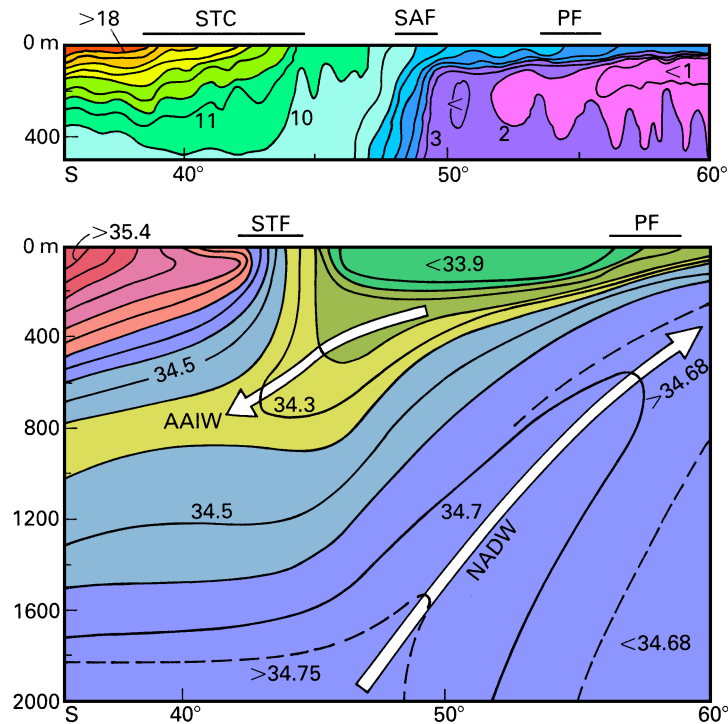 >18 STC SAF PF
0 m
<1
11 10 < 2
3
400
S 40° 50° 60°
>35.4 STF PF
0 m
<33.9
400
34.5 >34.68
34.3
800 AAIW
34.5 34.7
1200
NADW
1600
<34.68
>34.75
2000
S 40° 50° 60°